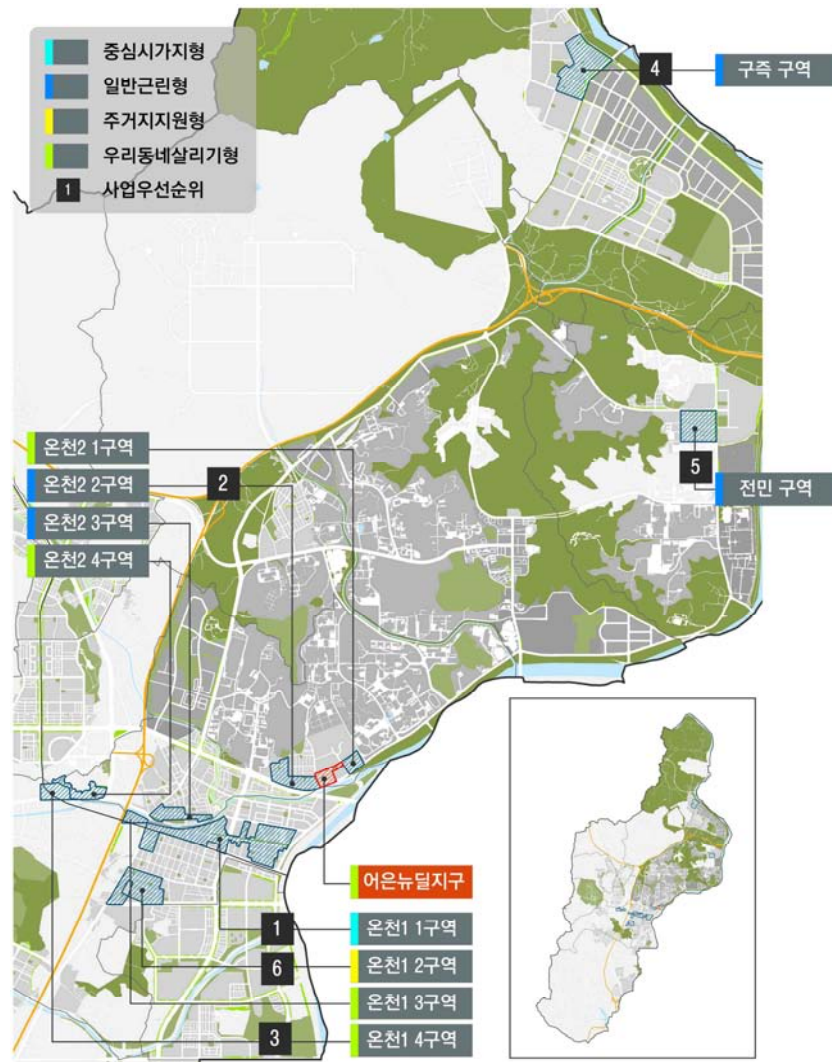 중심시가지형
일반근린형
주거지지원형
우리동네살리기형
1 사업우선순위
4 구즉 구역
온천2 1구역
온천2 2구역
2
온천2 3구역
온천2 4구역
5
전민 구역
어은뉴딜지구
1 온천1 1구역
6 온천1 2구역
온천1 3구역
3 온천1 4구역